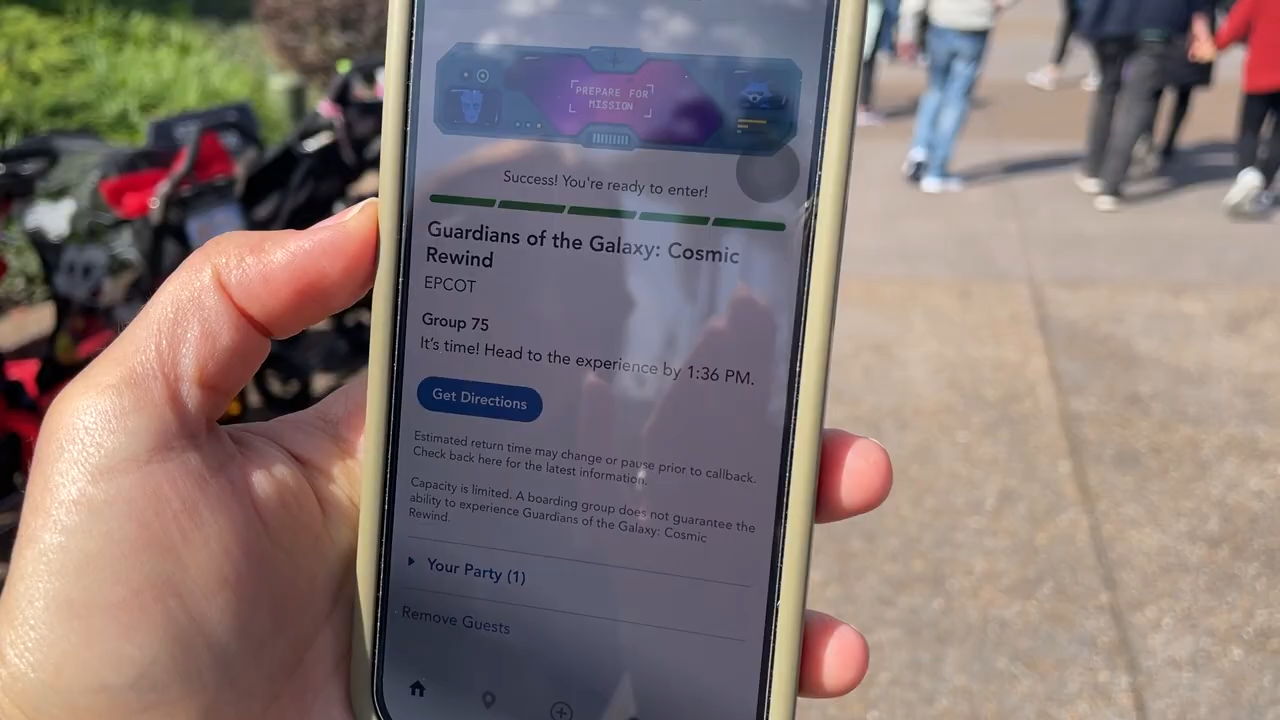 PREPARE FOR
MISSION
Success! You're ready to enter!
Guardians of the Galaxy: Cosmic
Rewind
EPCOT
Group 75
It's time! Head to the experience by 1:36 PM.
Get Directions
Estimated return time may change or pause prior to callback.
Check back here for the latest information.
Capacity is limited. A boarding group does not guarantee the
ability to experience Guardians of the Galaxy: Cosmic
Rewind.
Your Party (1)
Remove Guests